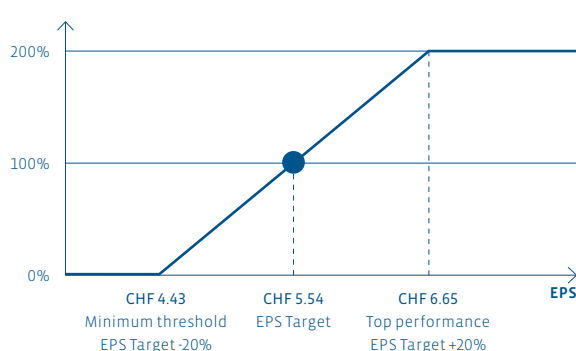 200%
100%
0%
CHF 4.43 CHF 5.54 CHF 6.65 EPS
Minimum threshold EPS Target Top performance
EPS Target -20% EPS Target +20%